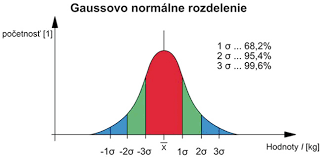 Gaussovo normálne rozdelenie
početnosť [1]
1 σ ... 68,2%
2 σ ... 95,4%
3 σ ... 99,6%
-1σ -2σ -3σ x̅ 1σ 2σ 3σ
Hodnoty l [kg]